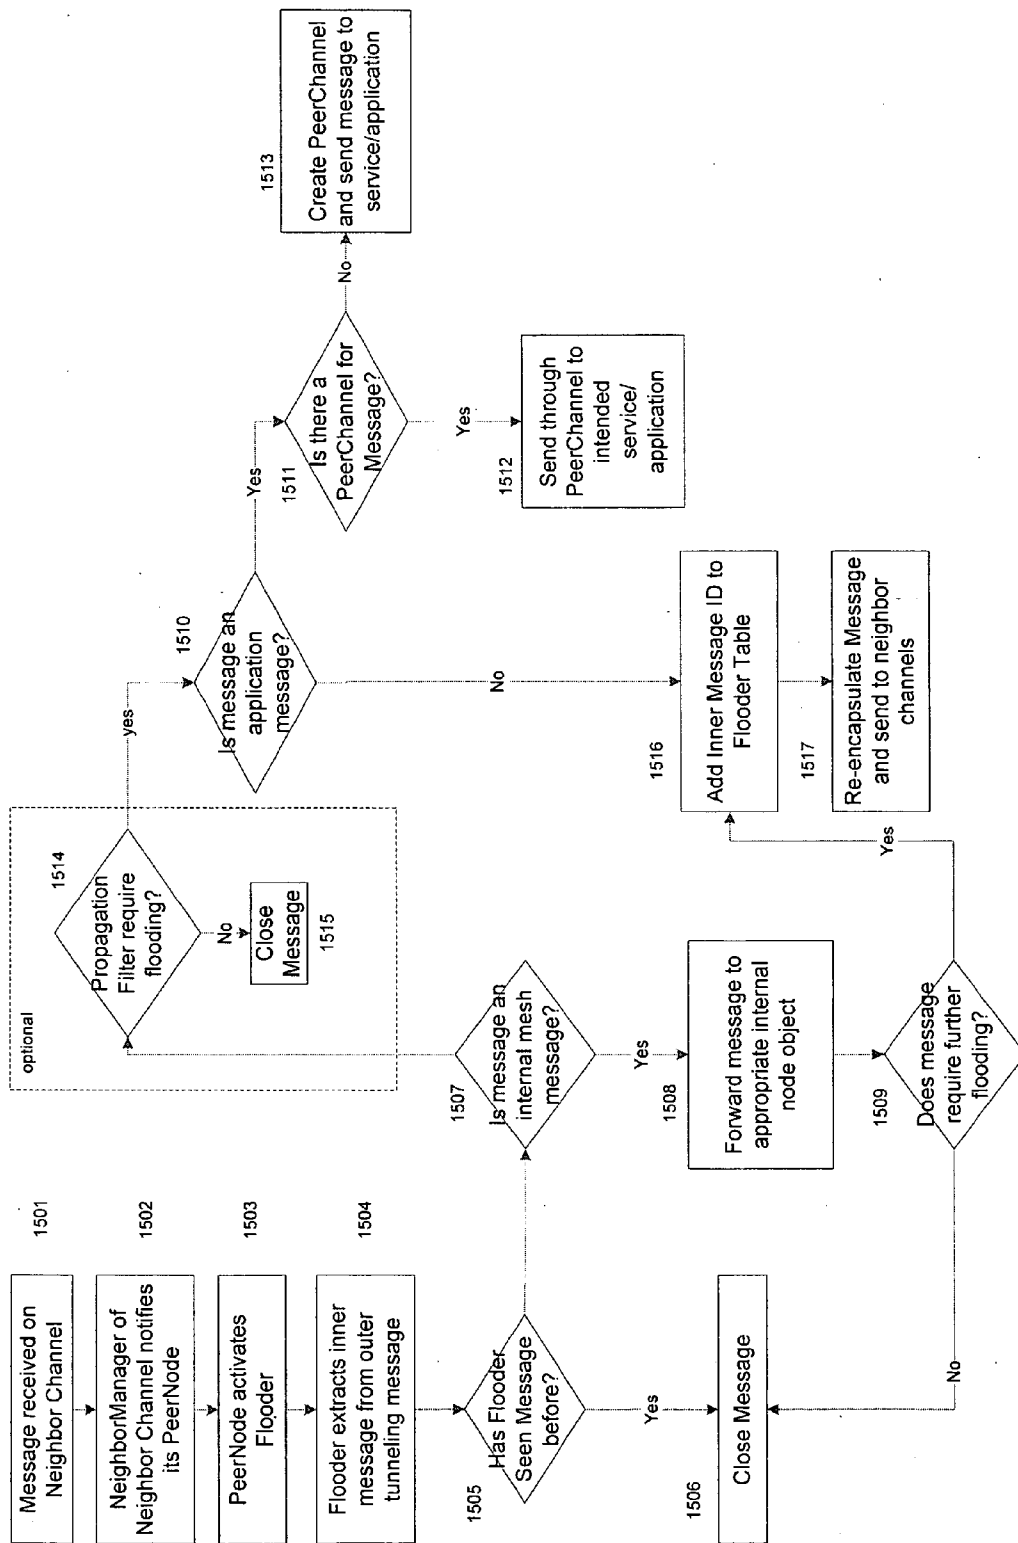 1501
Message received on
Neighbor Channel
1502
NeighborManager of
Neighbor Channel notifies
its PeerNode
1503
PeerNode activates
Flooder
1504
Flooder extracts inner
message from outer
tunneling message
1505
Has Flooder
Seen Message
before?
Yes
1506
Close Message
1507
Is message an
internal mesh
message?
Yes
1508
Forward message to
appropriate internal
node object
1509
Does message
require further
flooding?
No
Yes
optional
1514
Propagation
Filter require
flooding?
No
Close
Message
1515
yes
1510
Is message an
application
message?
Yes
No
1511
Is there a
PeerChannel for
Message?
Yes
No
1512
Send through
PeerChannel to
intended
service/
application
1513
Create PeerChannel
and send message to
service/application
1516
Add Inner Message ID to
Flooder Table
1517
Re-encapsulate Message
and send to neighbor
channels